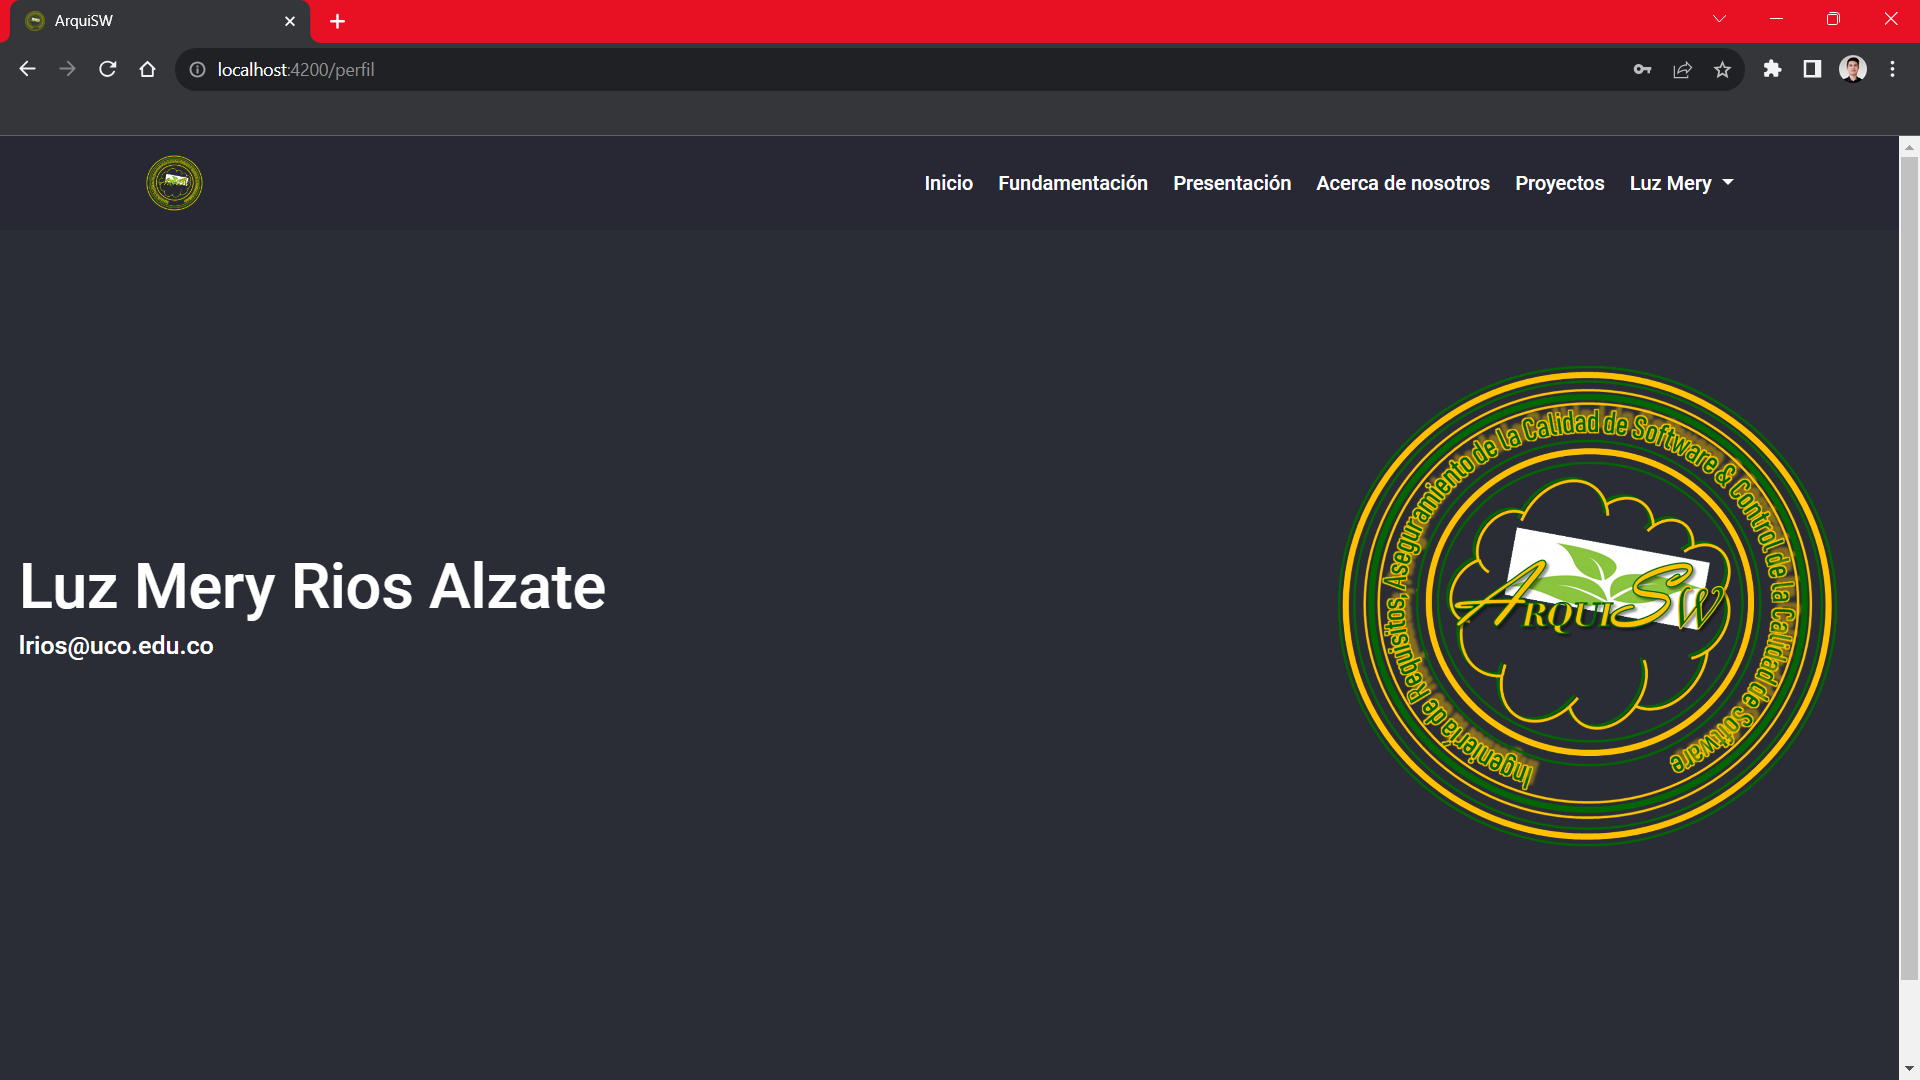 ArquiSW
localhost:4200/perfil
Inicio Fundamentación Presentación Acerca de nosotros Proyectos Luz Mery
Luz Mery Rios Alzate
lrios@uco.edu.co
Ingeniería de Requisitos, Aseguramiento de la Calidad de Software & Control de la Calidad de Software
ArquiSW